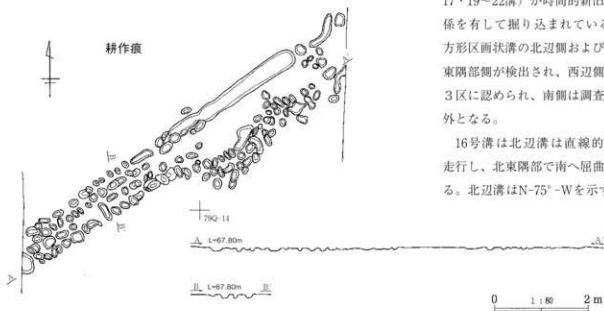 耕作痕
A'
B'
B
A
79Q-14
A L=67.80m A'
B L=67.80m B'
0 1:80 2m
17・19~22溝）が時間的新旧
係を有して掘り込まれている
方形区画状溝の北辺側および
東隅部側が検出され、西辺側
3区に認められ、南側は調査
外となる。
16号溝は北辺溝は直線的
走行し、北東隅部で南へ屈曲
る。北辺溝はN-75°-Wを示す